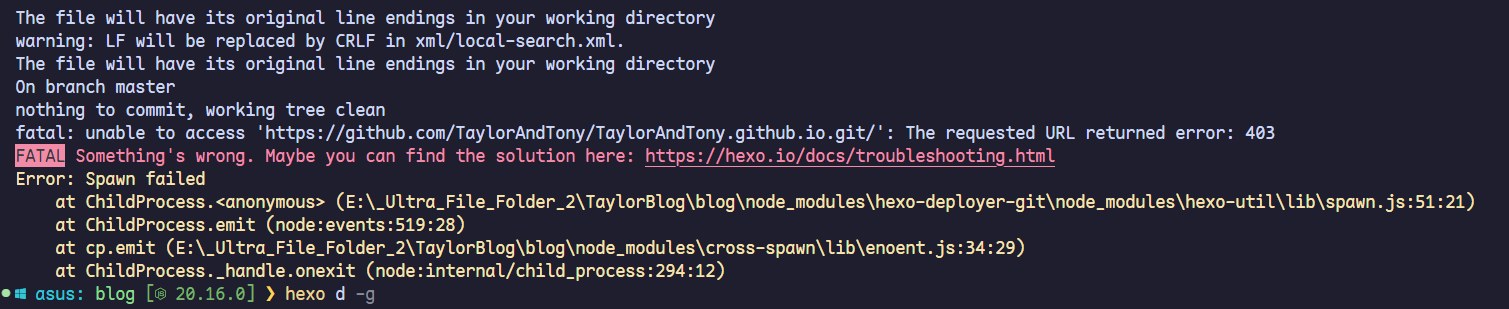 The file will have its original line endings in your working directory
warning: LF will be replaced by CRLF in xml/local-search.xml.
The file will have its original line endings in your working directory
On branch master
nothing to commit, working tree clean
fatal: unable to access 'https://github.com/TaylorAndTony/TaylorAndTony.github.io.git/': The requested URL returned error: 403
FATAL Something's wrong. Maybe you can find the solution here: https://hexo.io/docs/troubleshooting.html
Error: Spawn failed
    at ChildProcess.<anonymous> (E:\_Ultra_File_Folder_2\TaylorBlog\blog\node_modules\hexo-deployer-git\node_modules\hexo-util\lib\spawn.js:51:21)
    at ChildProcess.emit (node:events:519:28)
    at cp.emit (E:\_Ultra_File_Folder_2\TaylorBlog\blog\node_modules\cross-spawn\lib\enoent.js:34:29)
    at ChildProcess._handle.onexit (node:internal/child_process:294:12)
asus: blog [ 20.16.0] ❯ hexo d -g